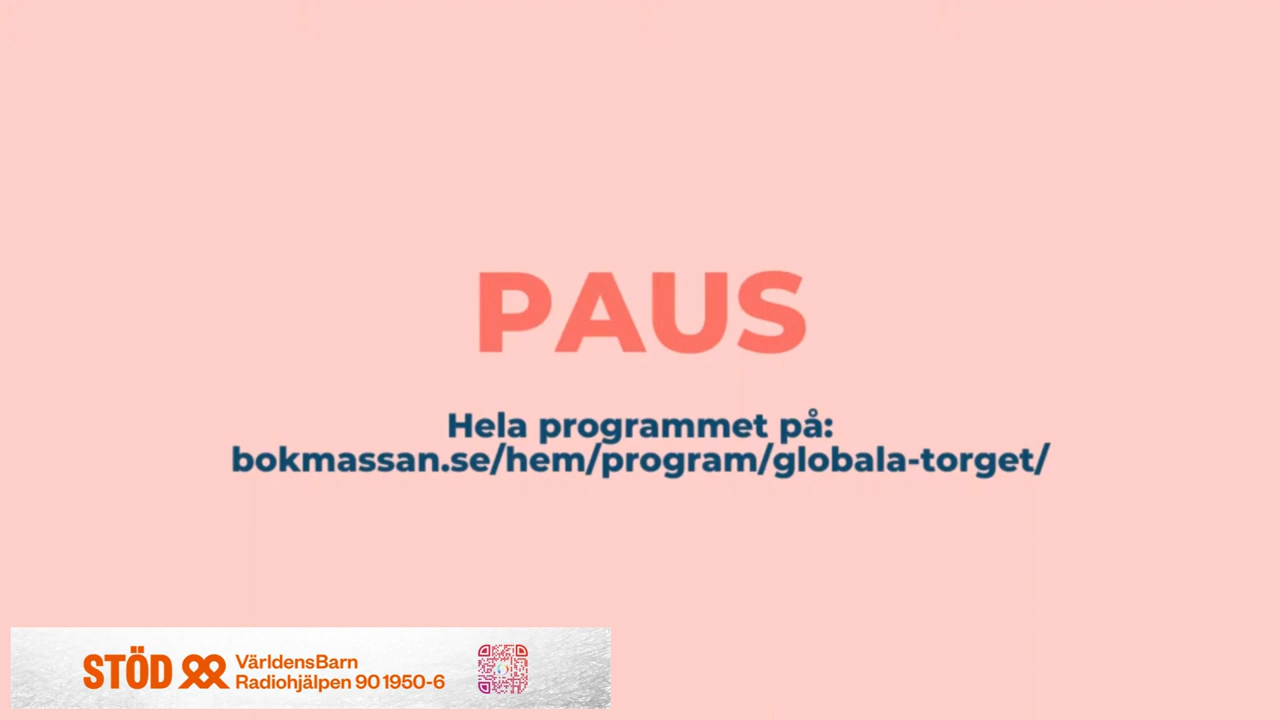 PAUS
Hela programmet på:
bokmassan.se/hem/program/globala-torget/
STÖD VärldensBarn
Radiohjälpen 90 1950-6